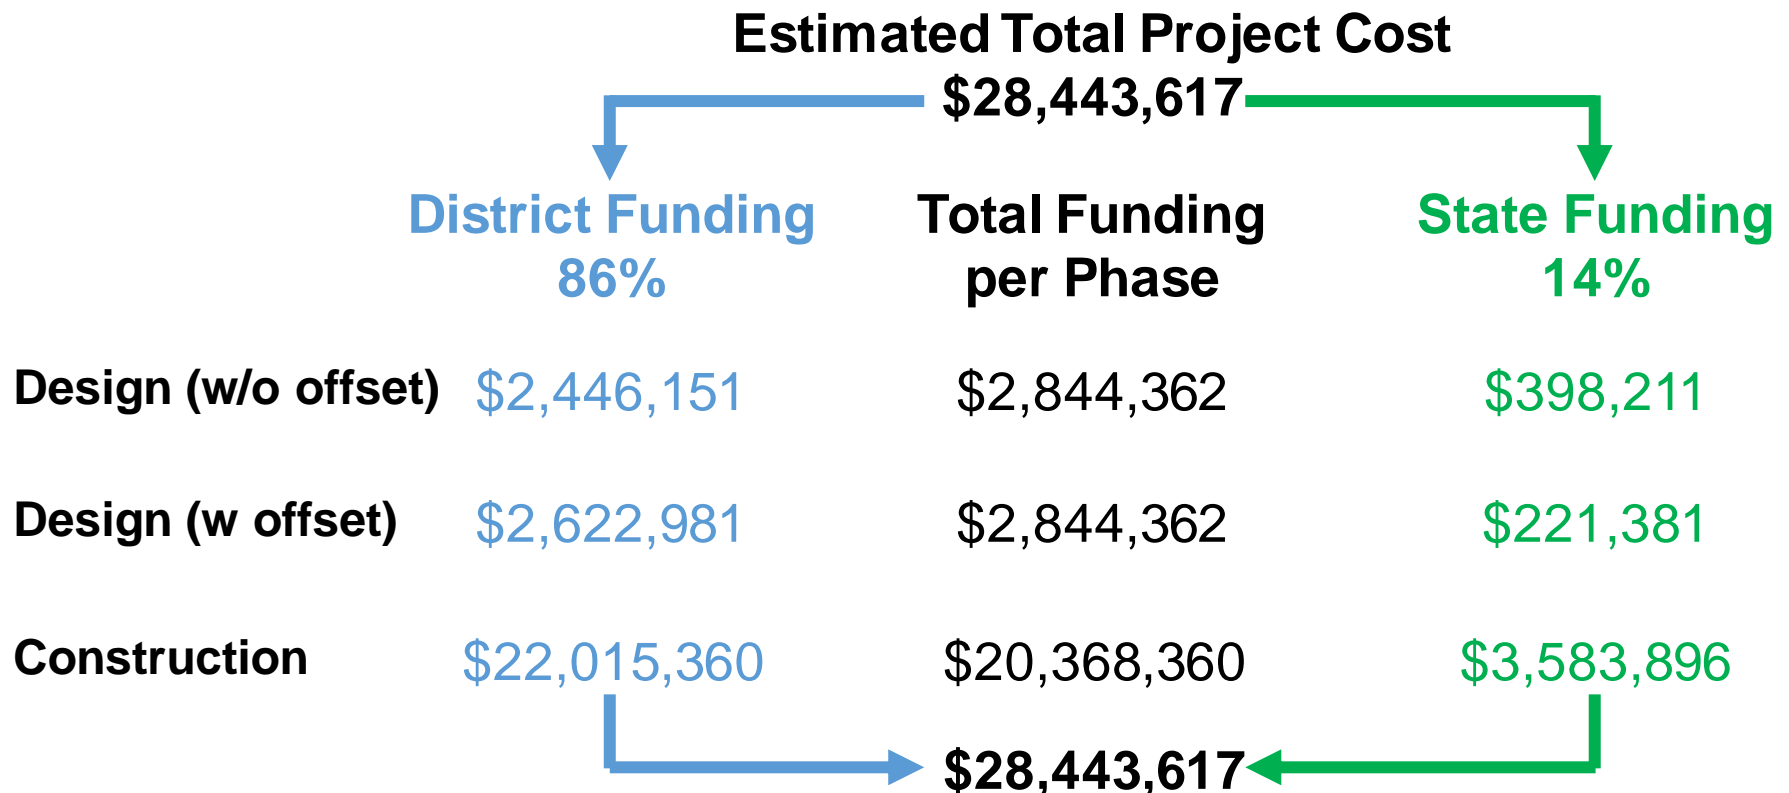 Estimated Total Project Cost
$28,443,617
District Funding
86%
Total Funding
per Phase
State Funding
14%
Design (w/o offset) $2,446,151 $2,844,362 $398,211
Design (w offset) $2,622,981 $2,844,362 $221,381
Construction $22,015,360 $20,368,360 $3,583,896
$28,443,617